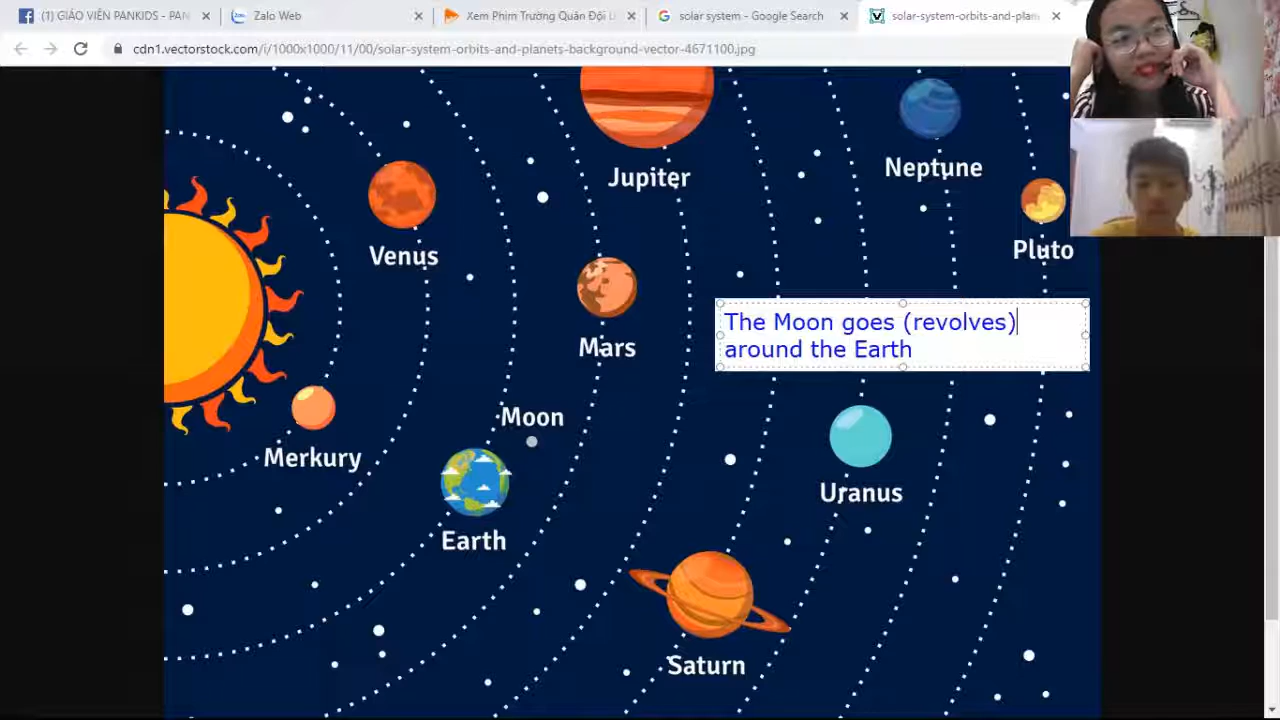 (1) GIÁO VIÊN PANKIDS - PAN
Zalo Web
Xem Phim Trường Quân Đội L
solar system - Google Search
solar-system-orbits-and-plan
cdn1.vectorstock.com/i/1000x1000/11/00/solar-system-orbits-and-planets-background-vector-4671100.jpg
Jupiter
Neptune
Venus
Pluto
Mars
The Moon goes (revolves)
around the Earth
Moon
Merkury
Uranus
Earth
Saturn